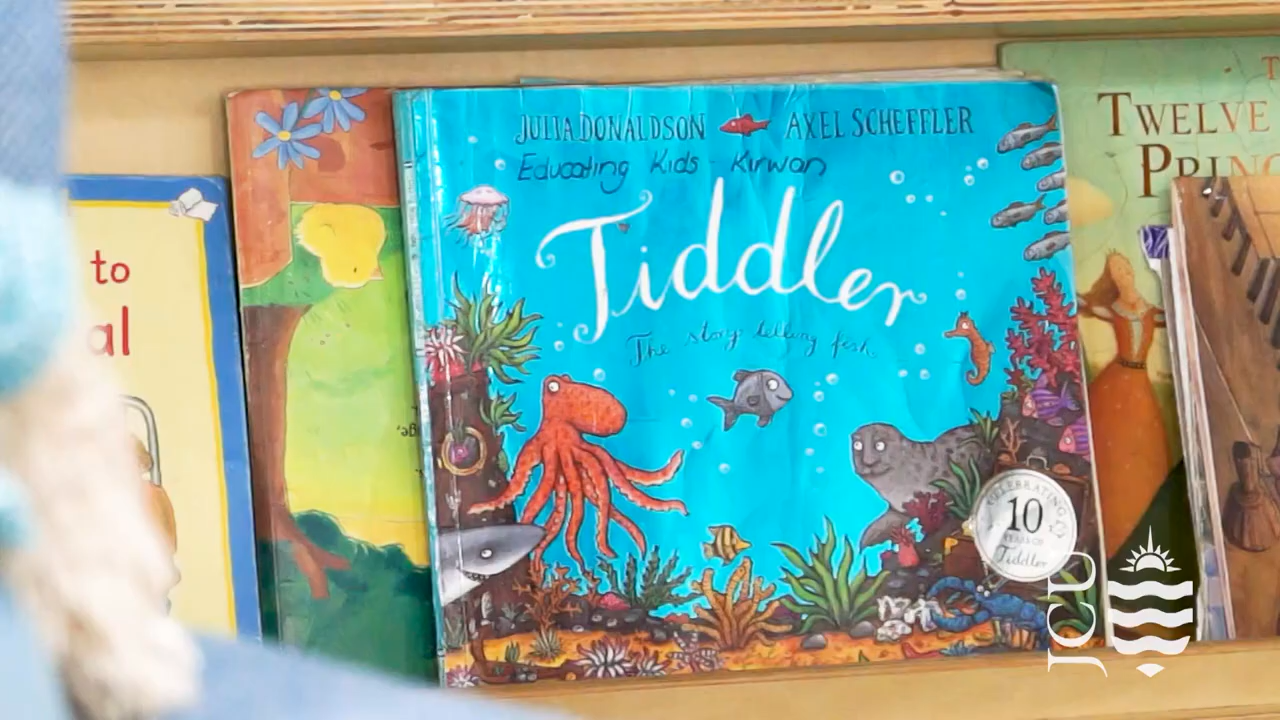 to
al
JULIA DONALDSON AXEL SCHEFFLER
Educating Kids - Kirwan
Tiddler
The story-telling fish
CELEBRATING
10
YEARS OF
Tiddler
TWELVE
PRINC
JCU